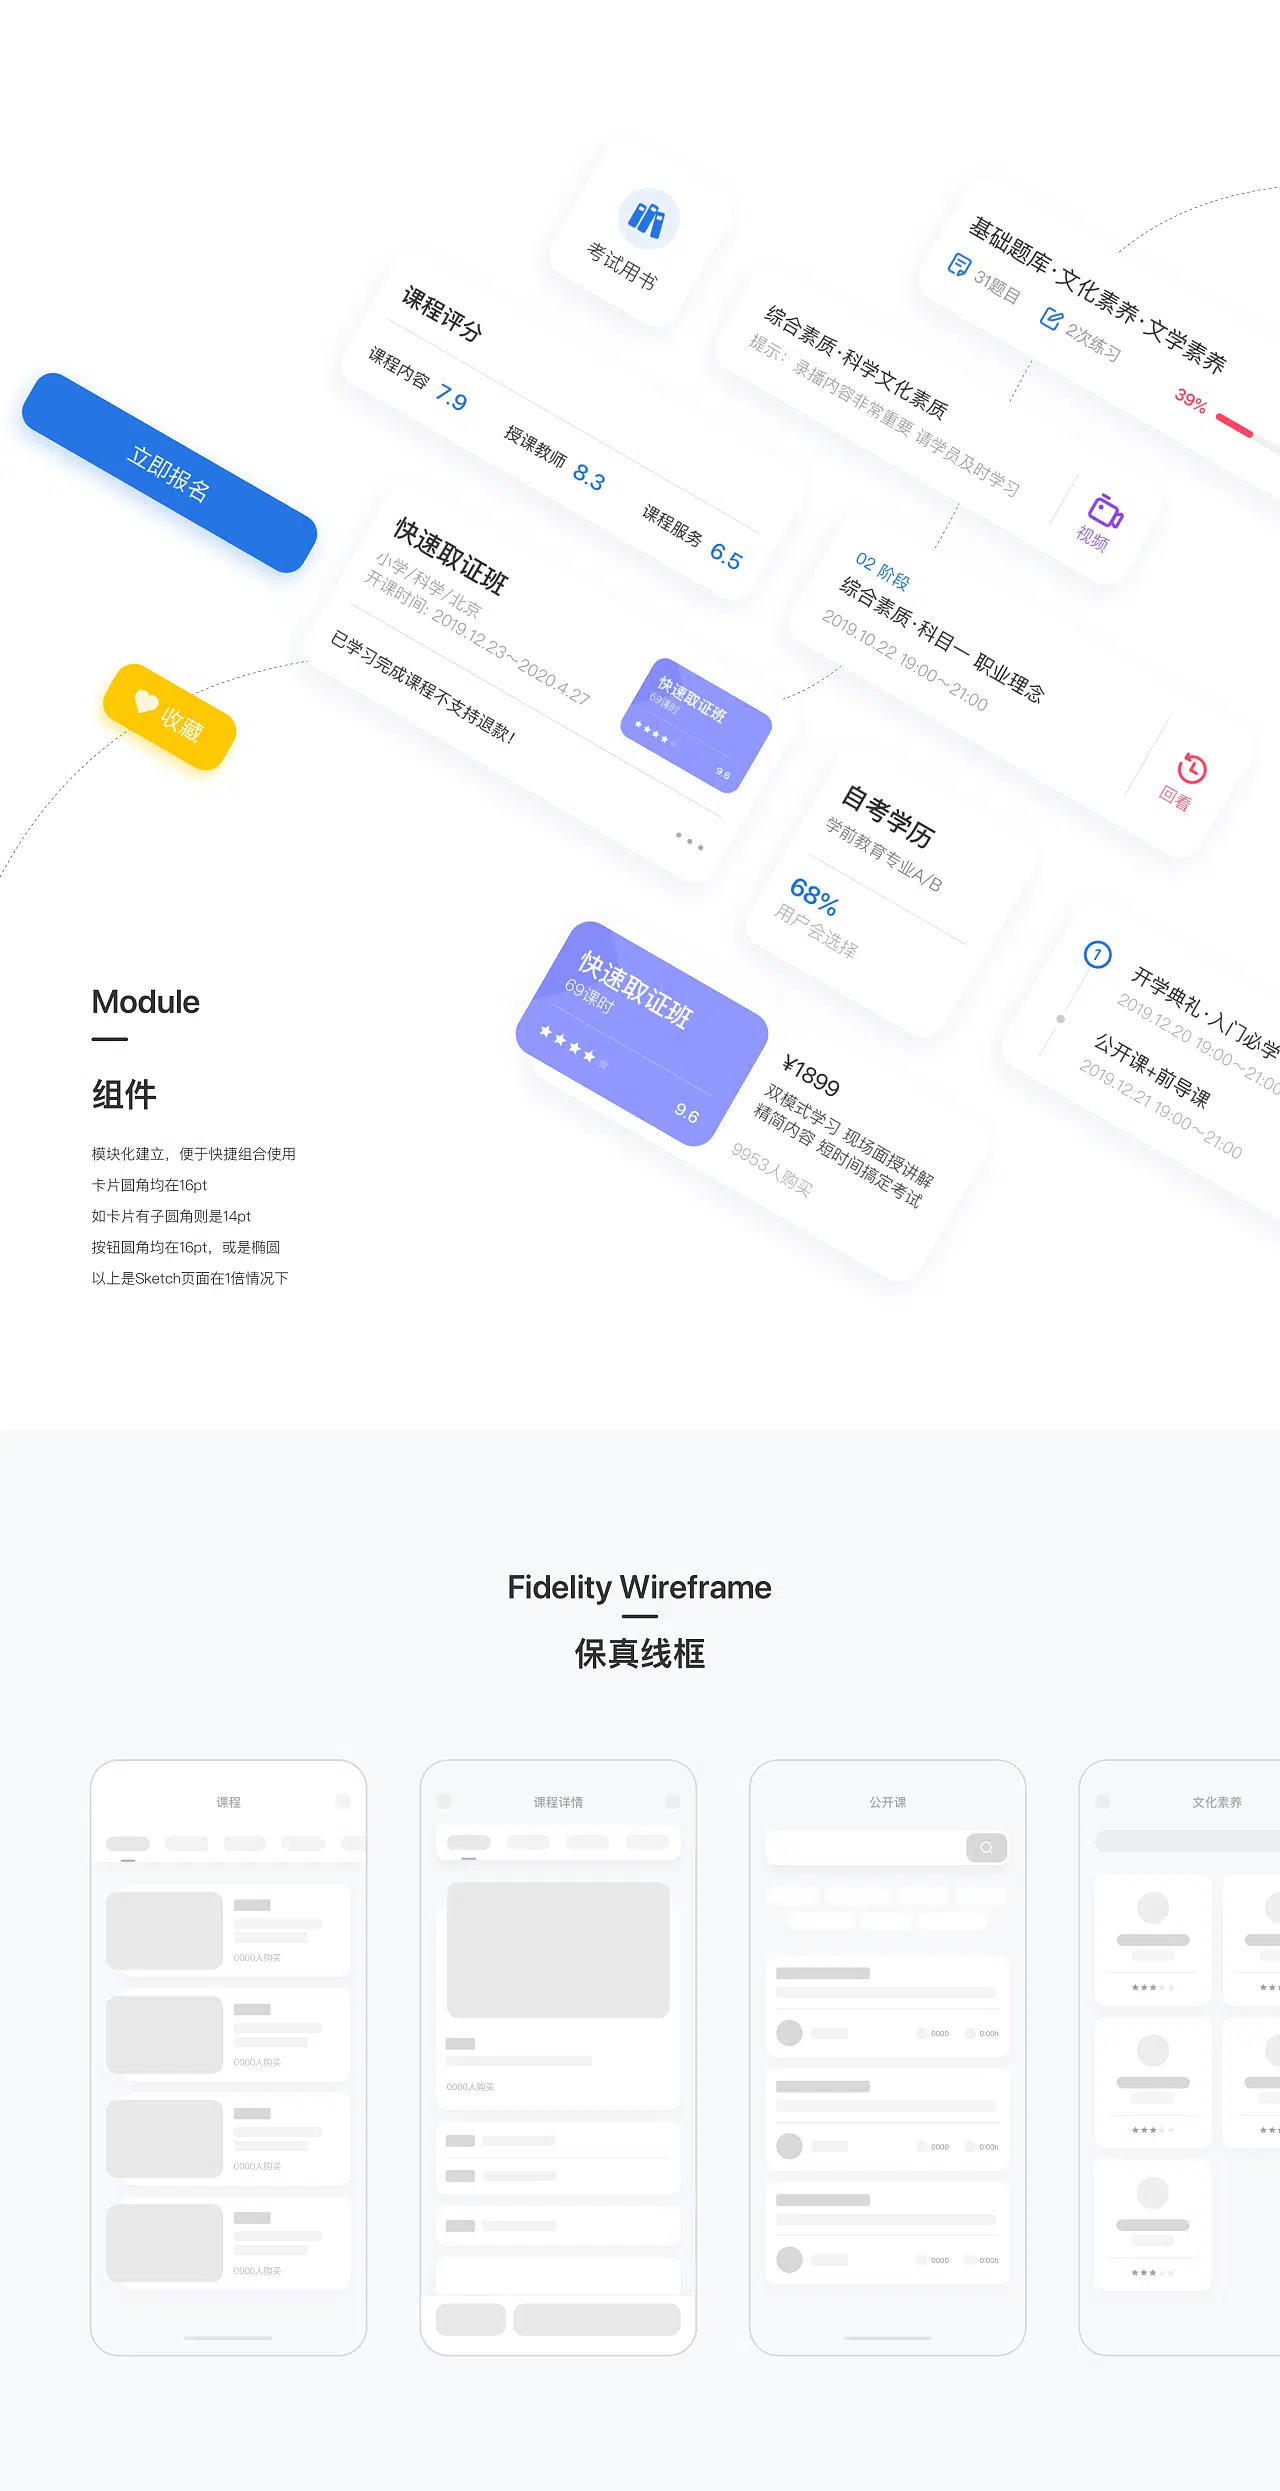 考试用书
基础题库·文化素养·文学素养
31题目
2次练习
39%
课程评分
课程内容 7.9
授课教师 8.3
课程服务 6.5
综合素质·科学文化素质
提示：录播内容非常重要 请学员及时学习
视频
立即报名
快速取证班
小学/科学/北京
开课时间: 2019.12.23~2020.4.27
已学习完成课程不支持退款!
快速取证班
69课时
9.6
02 阶段
综合素质·科目一 职业理念
2019.10.22 19:00~21:00
回看
收藏
自考学历
学前教育专业A/B
68%
用户会选择
快速取证班
69课时
9.6
¥1899
双模式学习 现场面授讲解
精简内容 短时间搞定考试
9953人购买
1
开学典礼·入门必学
2019.12.20 19:00~21:00
公开课+前导课
2019.12.21 19:00~21:00
Module
组件
模块化建立，便于快捷组合使用
卡片圆角均在16pt
如卡片有子圆角则是14pt
按钮圆角均在16pt，或是椭圆
以上是Sketch页面在1倍情况下
Fidelity Wireframe
保真线框
课程
0000人购买
0000人购买
0000人购买
0000人购买
课程详情
0000人购买
公开课
0000 0:00h
0000 0:00h
0000 0:00h
文化素养